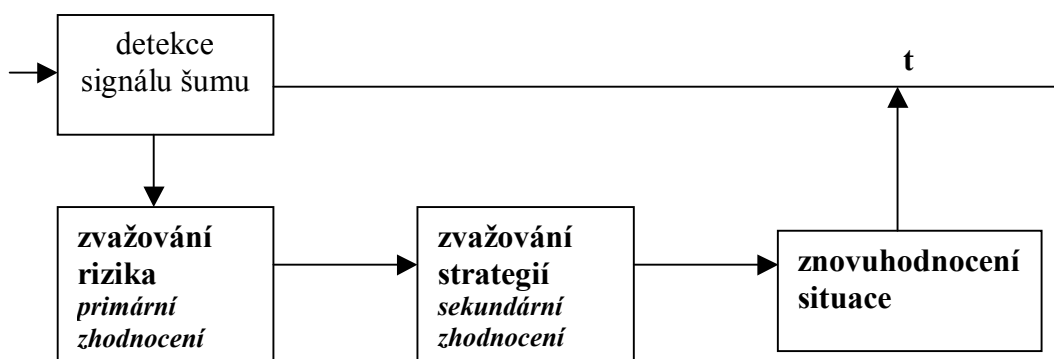 detekce
signálu šumu
t
zvažování
rizika
primární
zhodnocení
zvažování
strategií
sekundární
zhodnocení
znovuhodnocení
situace